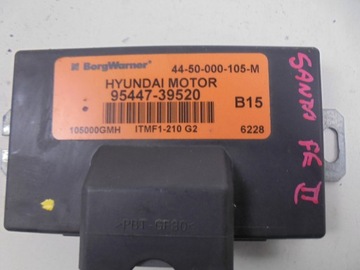 BorgWarner
44-50-000-105-M
HYUNDAI MOTOR
95447-39520
B15
105000GMH
ITMF1-210 G2
6228
SANTA FE II